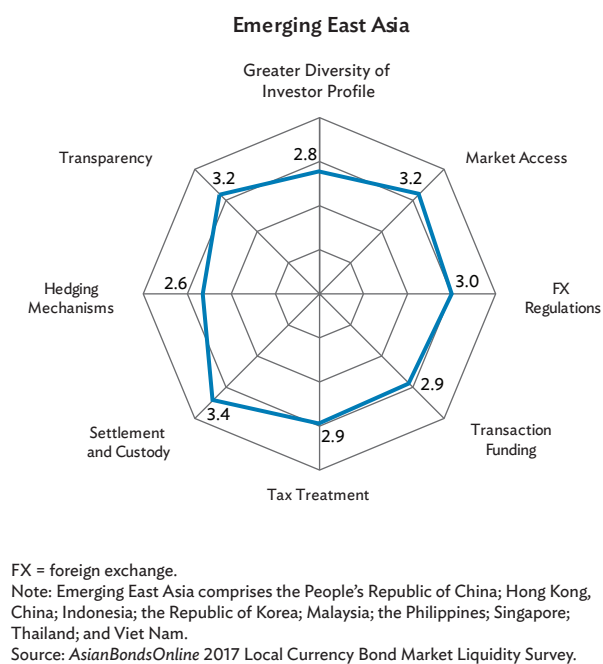 Emerging East Asia
Greater Diversity of
Investor Profile
2.8
Transparency
3.2
3.2
Market Access
Hedging
Mechanisms
2.6
3.0
FX
Regulations
2.9
3.4
2.9
Settlement
and Custody
Transaction
Funding
Tax Treatment
FX = foreign exchange.
Note: Emerging East Asia comprises the People’s Republic of China; Hong Kong,
China; Indonesia; the Republic of Korea; Malaysia; the Philippines; Singapore;
Thailand; and Viet Nam.
Source: AsianBondsOnline 2017 Local Currency Bond Market Liquidity Survey.